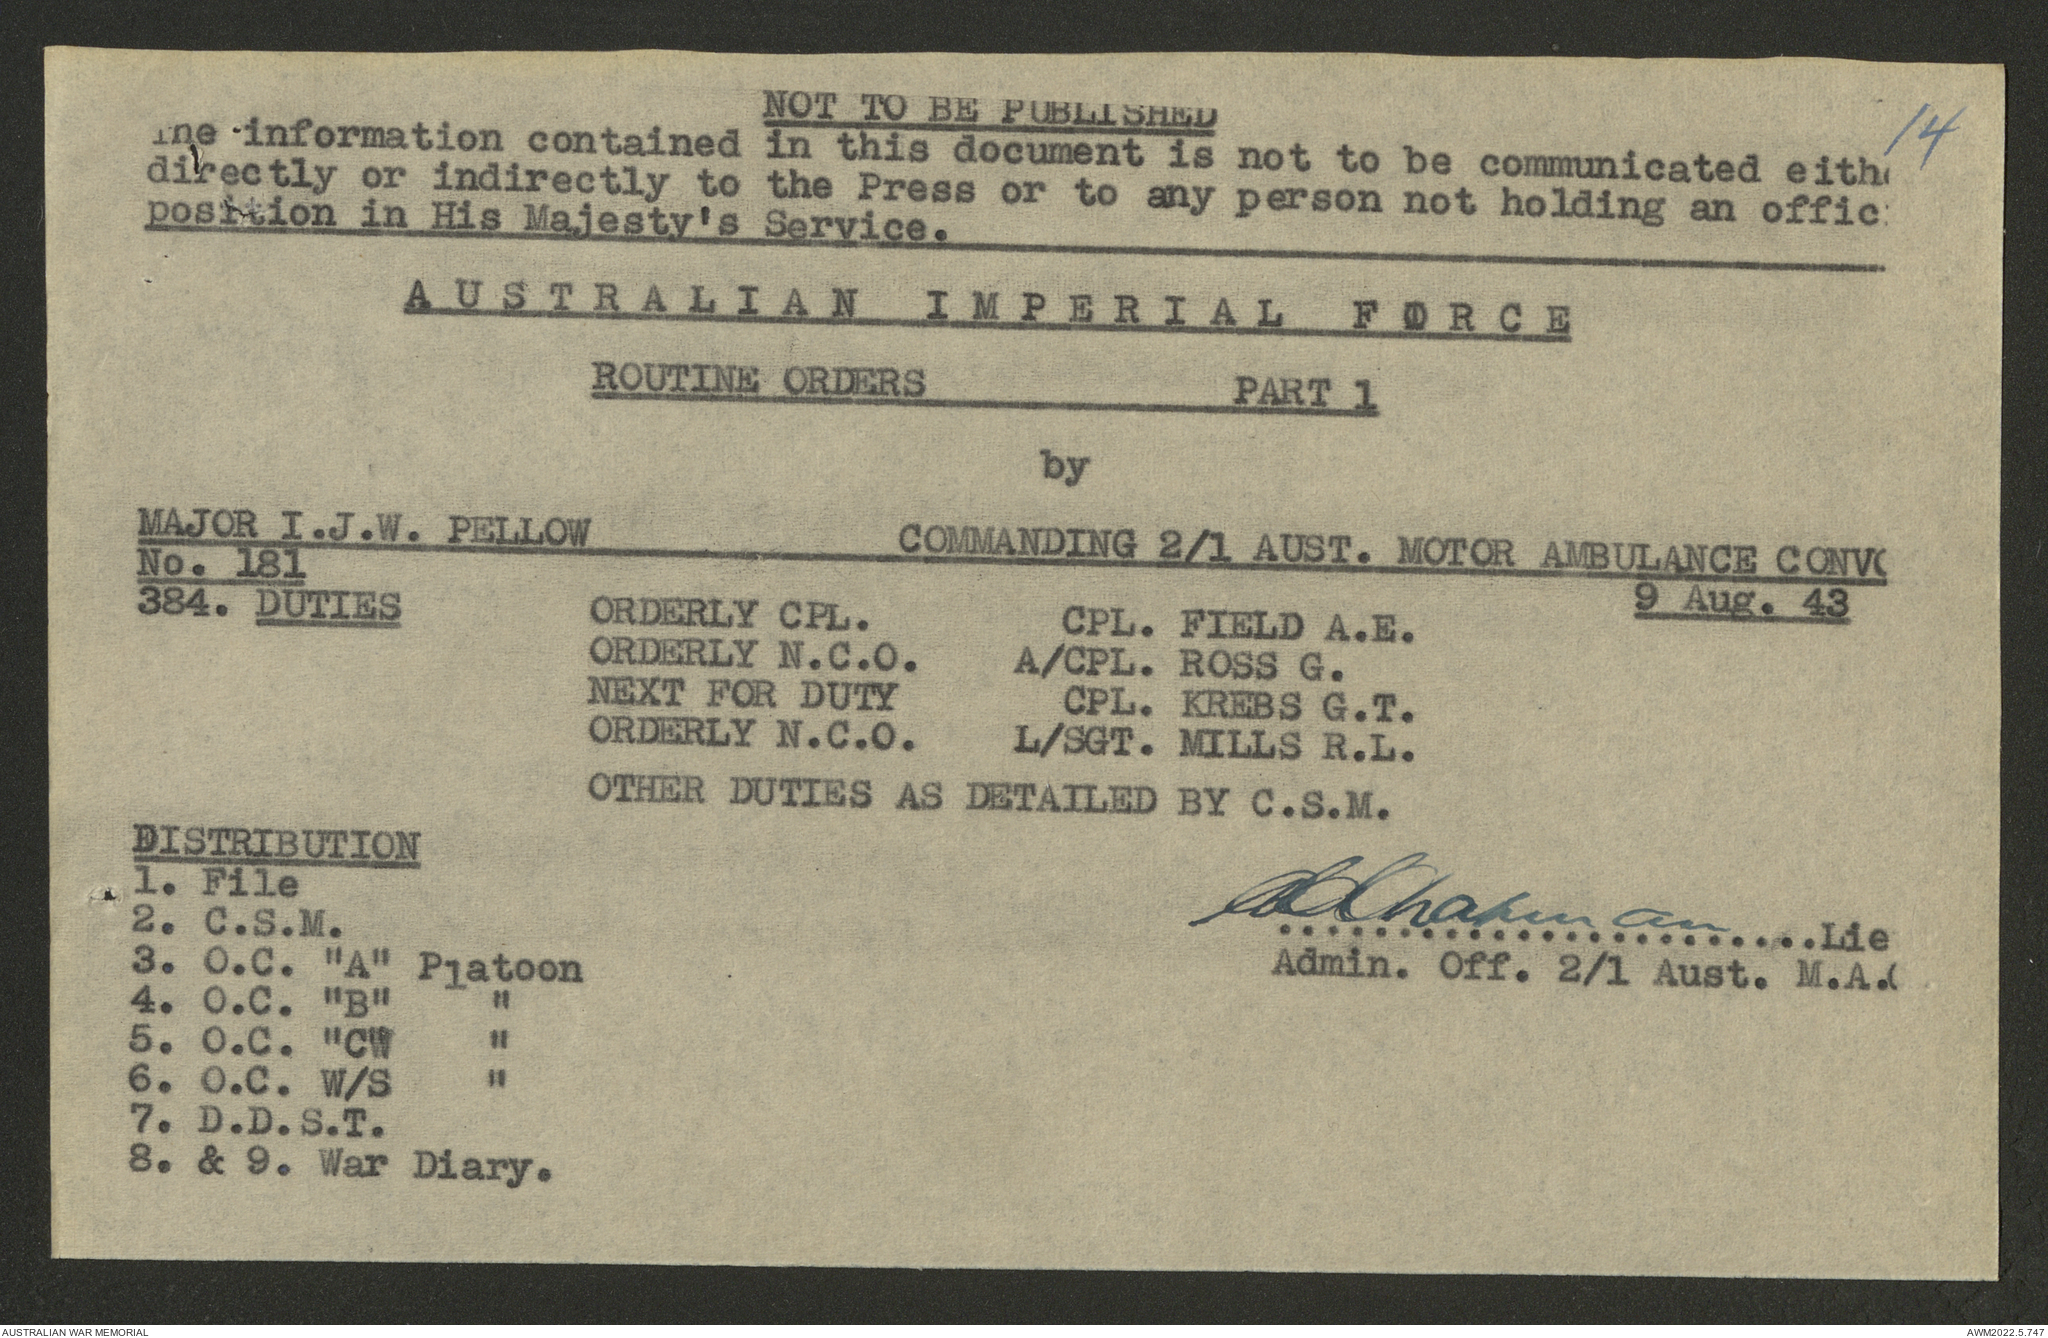 14
NOT TO BE PUBLISHED
The information contained in this document is not to be communicated eithe
directly or indirectly to the Press or to any person not holding an offici
position in His Majesty's Service.
AUSTRALIAN IMPERIAL FORCE
ROUTINE ORDERS PART 1
by
MAJOR I.J.W. PELLOW COMMANDING 2/1 AUST. MOTOR AMBULANCE CONVO
No. 181 9 Aug. 43
384. DUTIES ORDERLY CPL. CPL. FIELD A.E.
ORDERLY N.C.O. A/CPL. ROSS G.
NEXT FOR DUTY CPL. KREBS G.T.
ORDERLY N.C.O. L/SGT. MILLS R.L.
OTHER DUTIES AS DETAILED BY C.S.M.
DISTRIBUTION
1. File
2. C.S.M.
3. O.C. "A" Platoon
4. O.C. "B" "
5. O.C. "C" "
6. O.C. W/S "
7. D.D.S.T.
8. & 9. War Diary.
Chapman
.......................Lie
Admin. Off. 2/1 Aust. M.A.C
AUSTRALIAN WAR MEMORIAL
AWM2022.5.747